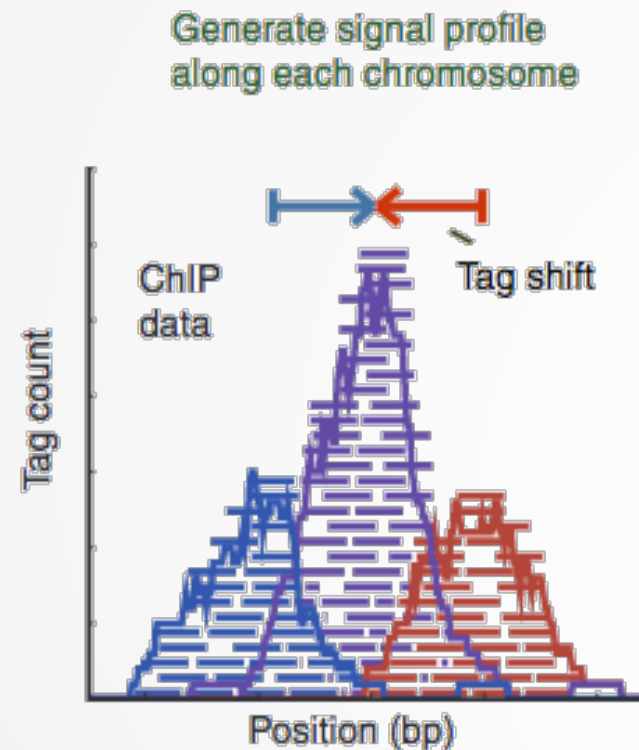 Generate signal profile
along each chromosome
ChIP
data
Tag shift
Tag count
Position (bp)